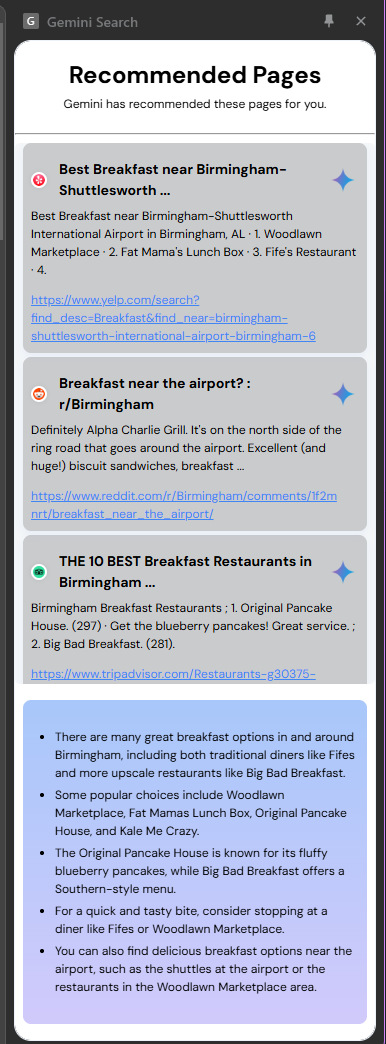 G Gemini Search
Recommended Pages
Gemini has recommended these pages for you.
Best Breakfast near Birmingham-
Shuttlesworth ...
Best Breakfast near Birmingham-Shuttlesworth
International Airport in Birmingham, AL · 1. Woodlawn
Marketplace · 2. Fat Mama's Lunch Box · 3. Fife's Restaurant
· 4.
https://www.yelp.com/search?
find_desc=Breakfast&find_near=birmingham-
shuttlesworth-international-airport-birmingham-6
Breakfast near the airport? :
r/Birmingham
Definitely Alpha Charlie Grill. It's on the north side of the
ring road that goes around the airport. Excellent (and
huge!) biscuit sandwiches, breakfast ...
https://www.reddit.com/r/Birmingham/comments/1f2m
nrt/breakfast_near_the_airport/
THE 10 BEST Breakfast Restaurants in
Birmingham ...
Birmingham Breakfast Restaurants ; 1. Original Pancake
House. (297) · Get the blueberry pancakes! Great service. ;
2. Big Bad Breakfast. (281).
https://www.tripadvisor.com/Restaurants-g30375-
• There are many great breakfast options in and around
Birmingham, including both traditional diners like Fifes
and more upscale restaurants like Big Bad Breakfast.
• Some popular choices include Woodlawn
Marketplace, Fat Mamas Lunch Box, Original Pancake
House, and Kale Me Crazy.
• The Original Pancake House is known for its fluffy
blueberry pancakes, while Big Bad Breakfast offers a
Southern-style menu.
• For a quick and tasty bite, consider stopping at a
diner like Fifes or Woodlawn Marketplace.
• You can also find delicious breakfast options near the
airport, such as the shuttles at the airport or the
restaurants in the Woodlawn Marketplace area.